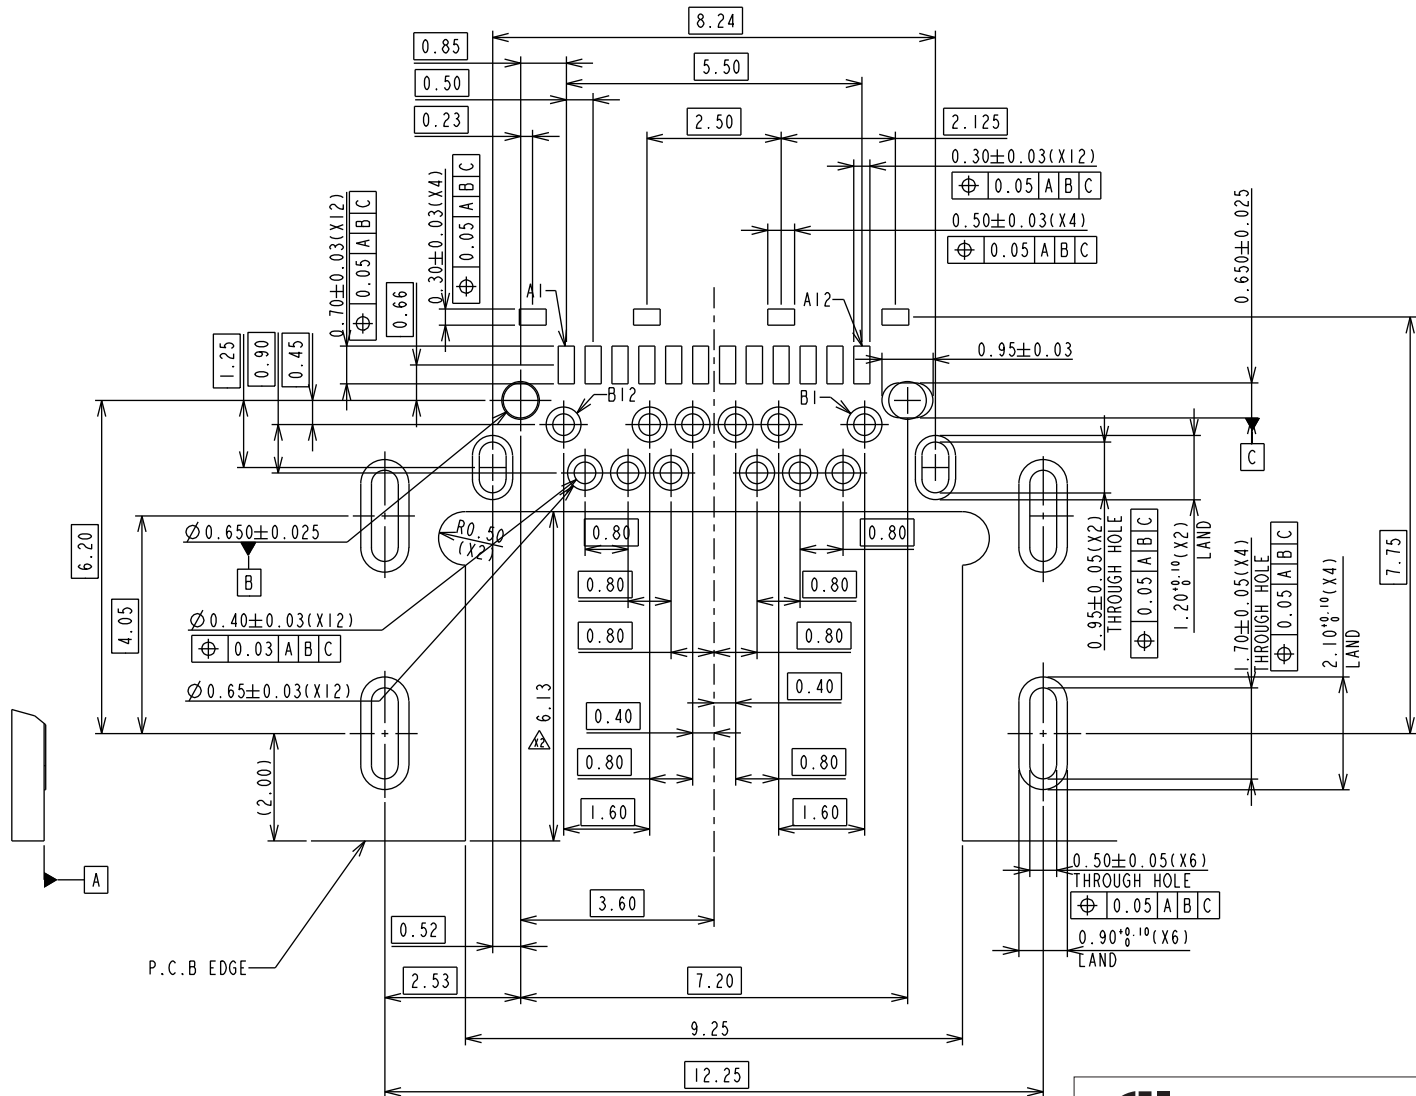 8.24
0.85
5.50
0.50
0.23
2.50
2.125
0.30±0.03(X12)
⌖ 0.05 A B C
0.50±0.03(X4)
⌖ 0.05 A B C
0.70±0.03(X12)
⌖ 0.05 A B C
0.30±0.03(X4)
⌖ 0.05 A B C
0.66
0.650±0.025
A1
A12
1.25
0.90
0.45
0.95±0.03
B12
B1
C
6.20
4.05
Ø0.650±0.025
B
R0.50
(X2)
0.80
0.80
0.80
0.80
0.80
0.80
Ø0.40±0.03(X12)
⌖ 0.03 A B C
Ø0.65±0.03(X12)
0.95±0.05(X2)
THROUGH HOLE
⌖ 0.05 A B C
1.20+0.10 0(X2)
LAND
1.70±0.05(X4)
THROUGH HOLE
⌖ 0.05 A B C
2.10+0.10 0(X4)
LAND
7.75
0.40
0.40
6.13
X2
0.80
0.80
(2.00)
1.60
1.60
A
0.50±0.05(X6)
THROUGH HOLE
⌖ 0.05 A B C
0.90+0.10 0(X6)
LAND
3.60
0.52
P.C.B EDGE
2.53
7.20
9.25
12.25